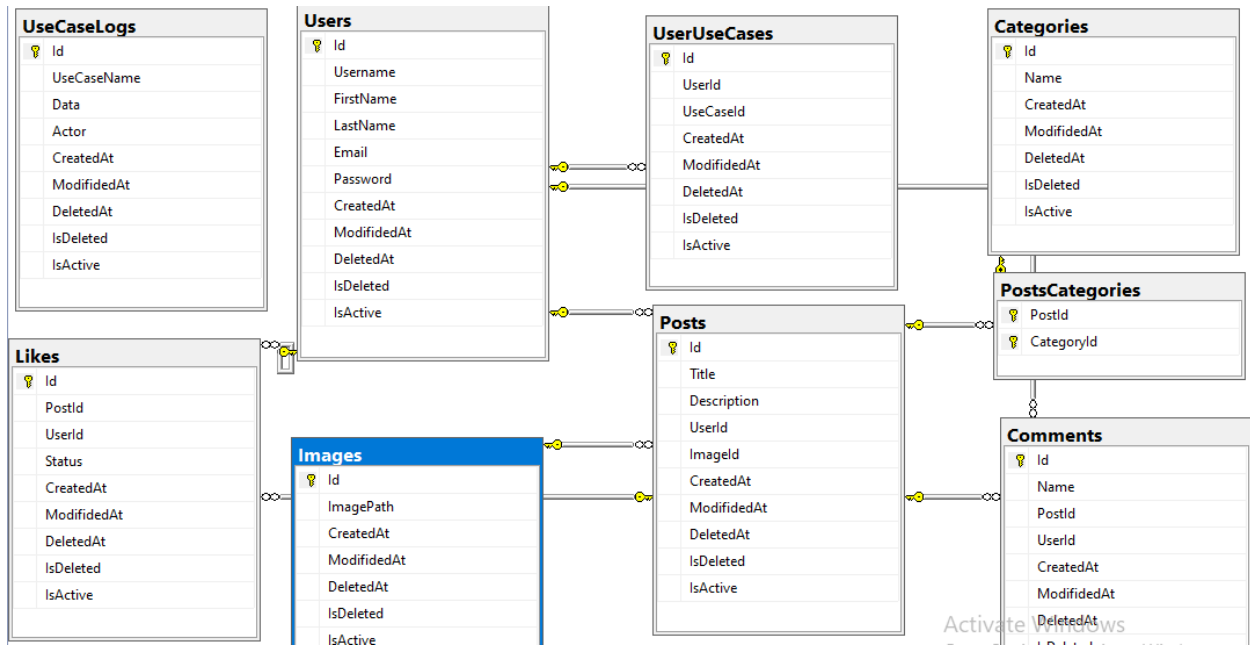 UseCaseLogs
Id
UseCaseName
Data
Actor
CreatedAt
ModifidedAt
DeletedAt
IsDeleted
IsActive
Users
Id
Username
FirstName
LastName
Email
Password
CreatedAt
ModifidedAt
DeletedAt
IsDeleted
IsActive
UserUseCases
Id
UserId
UseCaseId
CreatedAt
ModifidedAt
DeletedAt
IsDeleted
IsActive
Categories
Id
Name
CreatedAt
ModifidedAt
DeletedAt
IsDeleted
IsActive
Likes
Id
PostId
UserId
Status
CreatedAt
ModifidedAt
DeletedAt
IsDeleted
IsActive
Images
Id
ImagePath
CreatedAt
ModifidedAt
DeletedAt
IsDeleted
IsActive
Posts
Id
Title
Description
UserId
ImageId
CreatedAt
ModifidedAt
DeletedAt
IsDeleted
IsActive
PostsCategories
PostId
CategoryId
Comments
Id
Name
PostId
UserId
CreatedAt
ModifidedAt
DeletedAt
Activate Windows